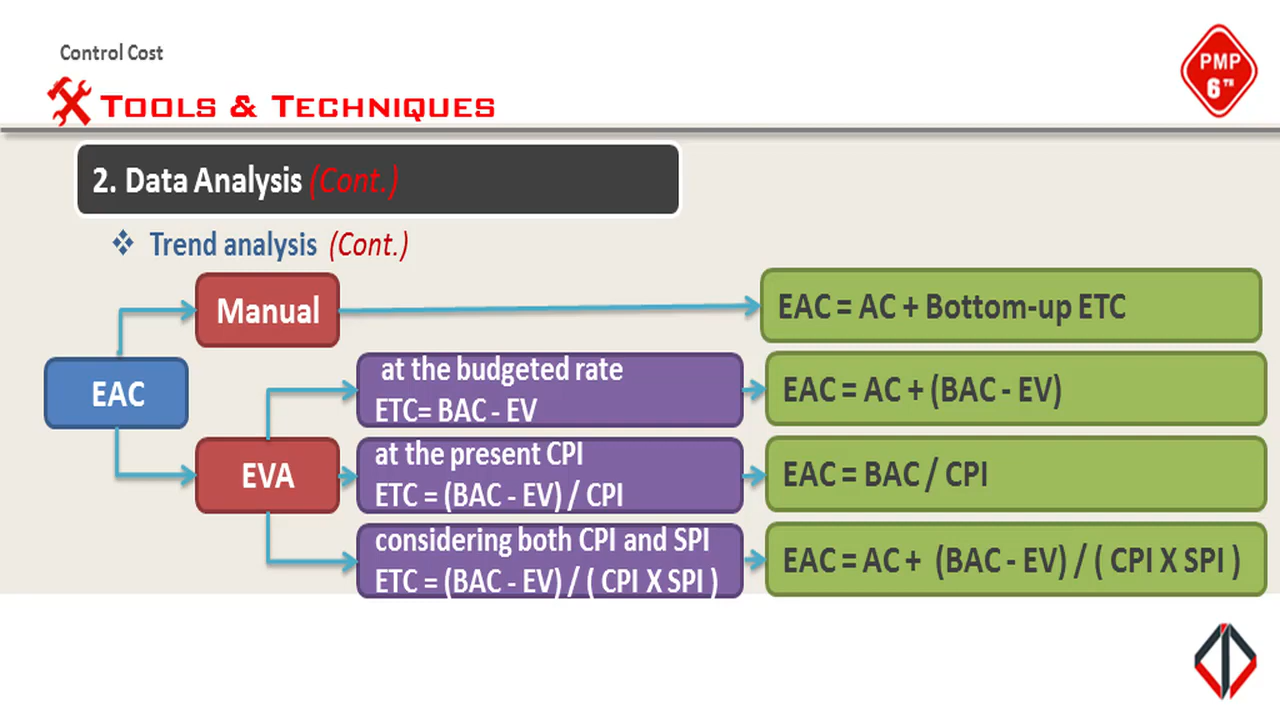 Control Cost
PMP
6TH
TOOLS & TECHNIQUES
2. Data Analysis (Cont.)
❖ Trend analysis (Cont.)
Manual
EAC = AC + Bottom-up ETC
EAC
at the budgeted rate
ETC= BAC - EV
EAC = AC + (BAC - EV)
EVA
at the present CPI
ETC = (BAC - EV) / CPI
EAC = BAC / CPI
considering both CPI and SPI
ETC = (BAC - EV) / ( CPI X SPI )
EAC = AC + (BAC - EV) / ( CPI X SPI )